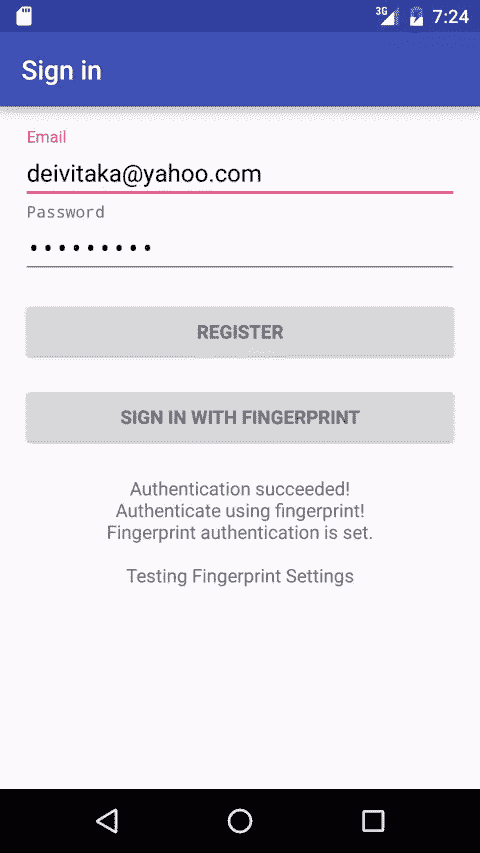 3G 7:24
Sign in
Email
deivitaka@yahoo.com
Password
•••••••••
REGISTER
SIGN IN WITH FINGERPRINT
Authentication succeeded!
Authenticate using fingerprint!
Fingerprint authentication is set.
Testing Fingerprint Settings